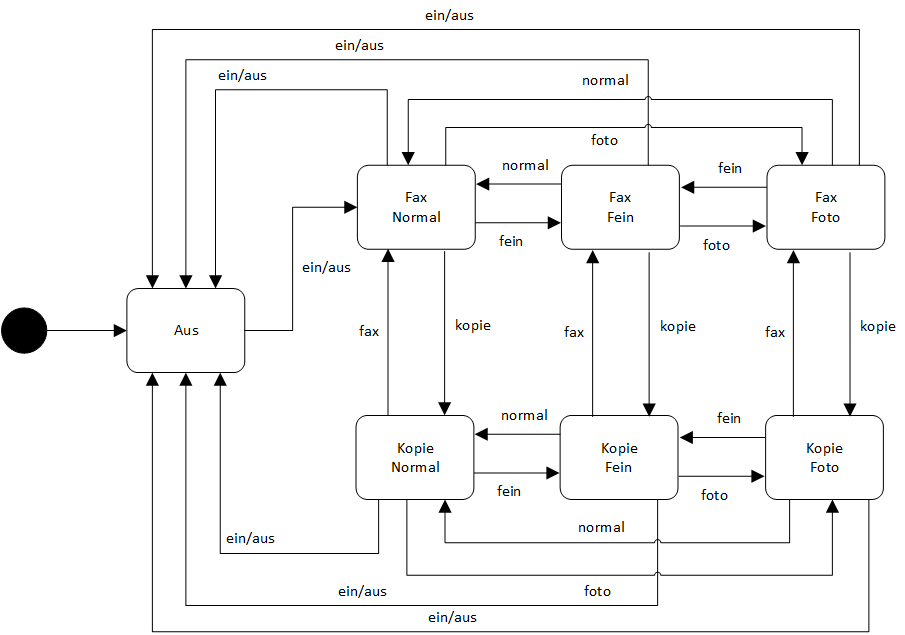 ein/aus
ein/aus
ein/aus
normal
foto
normal
fein
Fax
Normal
Fax
Fein
Fax
Foto
fein
foto
ein/aus
Aus
fax
kopie
fax
kopie
fax
kopie
normal
fein
Kopie
Normal
Kopie
Fein
Kopie
Foto
fein
foto
normal
ein/aus
ein/aus
foto
ein/aus